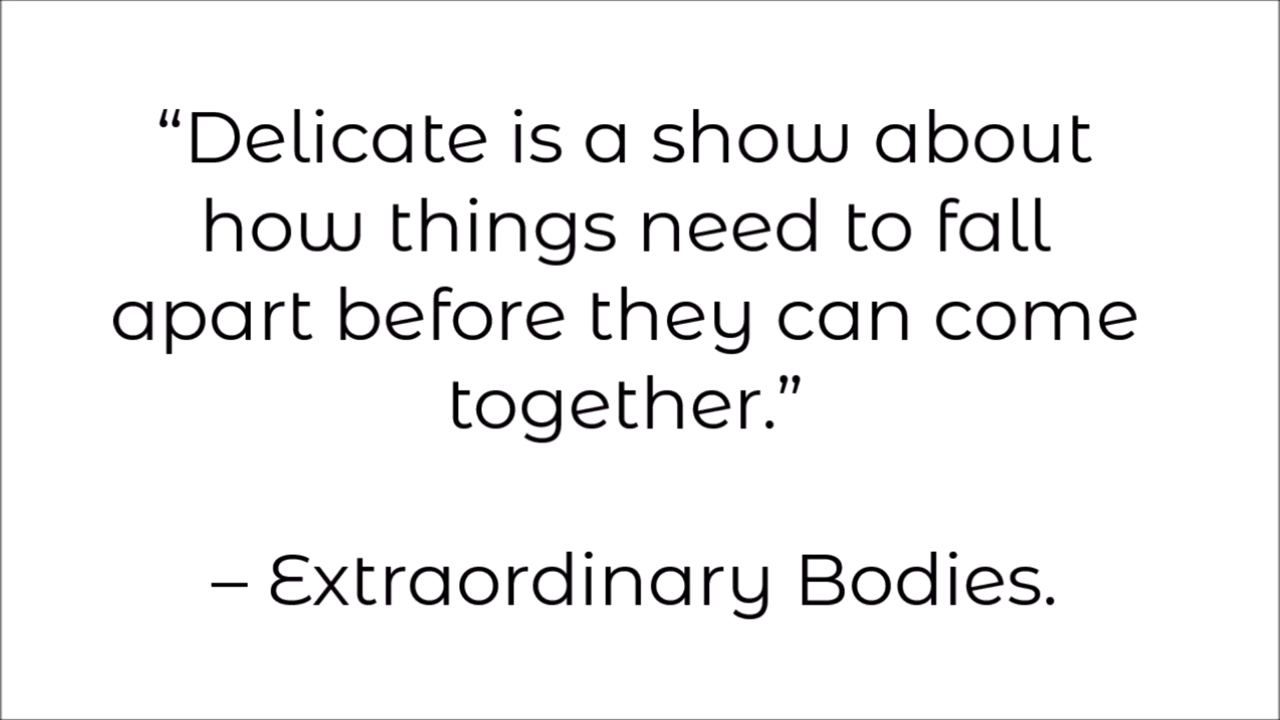 “Delicate is a show about
how things need to fall
apart before they can come
together.”
– Extraordinary Bodies.